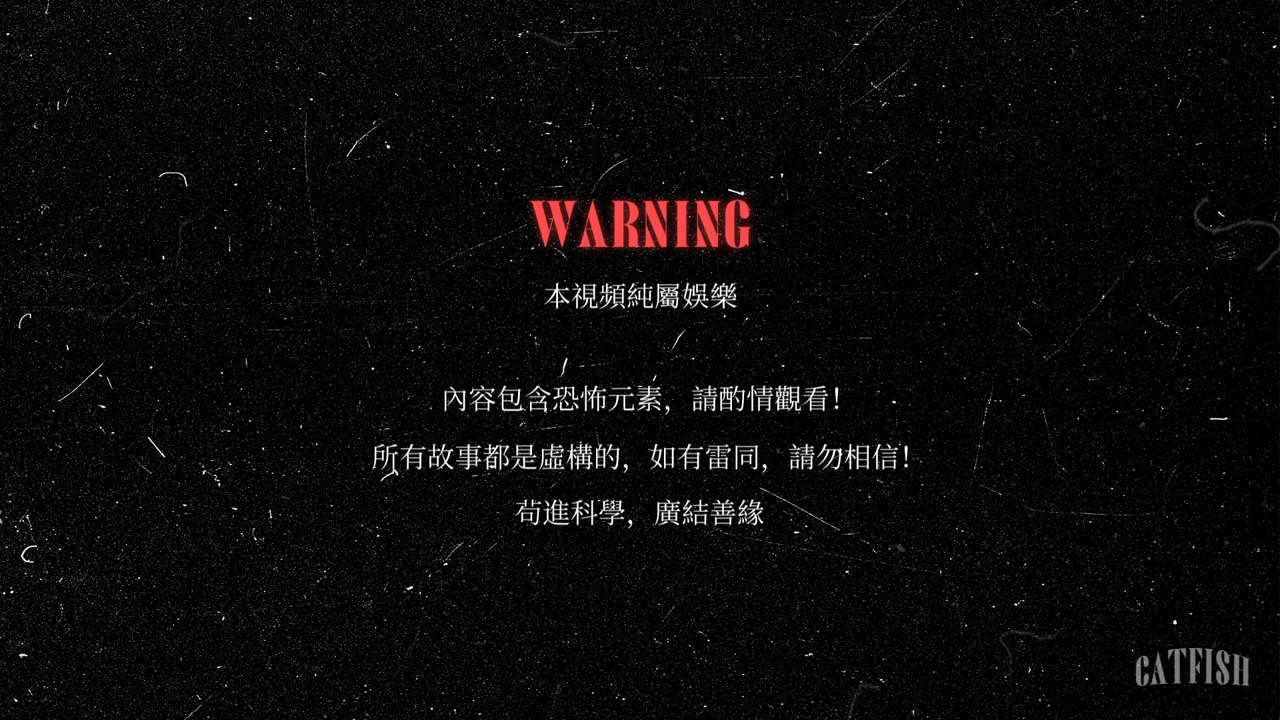 WARNING
本視頻純屬娛樂
內容包含恐怖元素，請酌情觀看！
所有故事都是虛構的，如有雷同，請勿相信！
苟進科學，廣結善緣
CATFISH